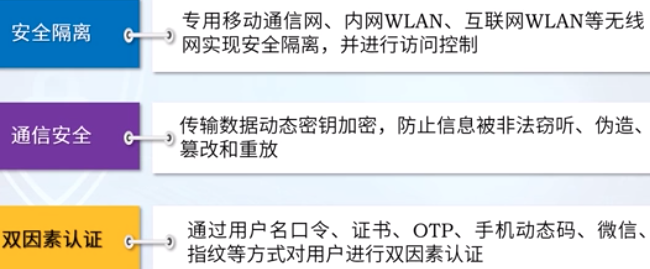 安全隔离
专用移动通信网、内网WLAN、互联网WLAN等无线
网实现安全隔离，并进行访问控制
通信安全
传输数据动态密钥加密，防止信息被非法窃听、伪造、
篡改和重放
双因素认证
通过用户名口令、证书、OTP、手机动态码、微信、
指纹等方式对用户进行双因素认证